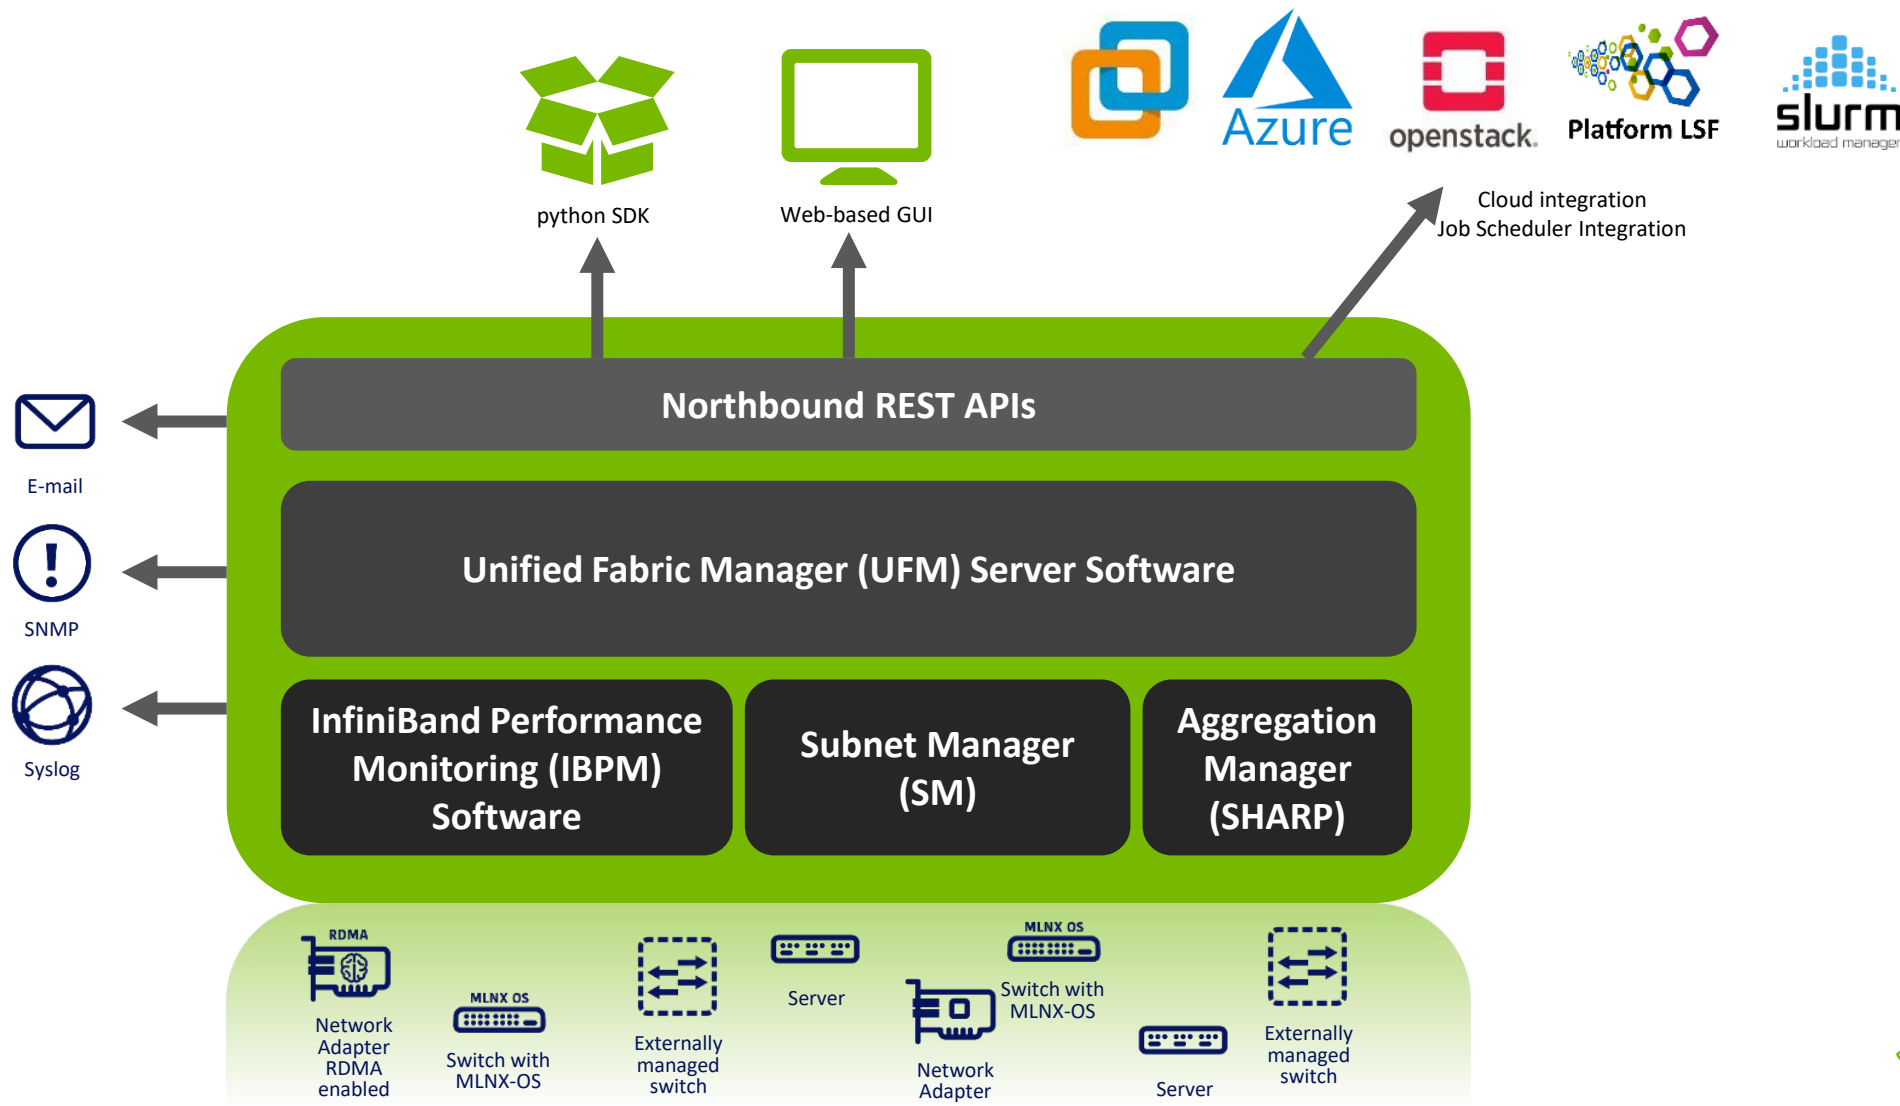 Azure
openstack.
Platform LSF
slurm
workload manager
python SDK
Web-based GUI
Cloud integration
Job Scheduler Integration
Northbound REST APIs
E-mail
Unified Fabric Manager (UFM) Server Software
SNMP
Syslog
InfiniBand Performance
Monitoring (IBPM)
Software
Subnet Manager
(SM)
Aggregation
Manager
(SHARP)
RDMA
Network
Adapter
RDMA
enabled
MLNX OS
Switch with
MLNX-OS
Externally
managed
switch
Server
Network
Adapter
MLNX OS
Switch with
MLNX-OS
Server
Externally
managed
switch